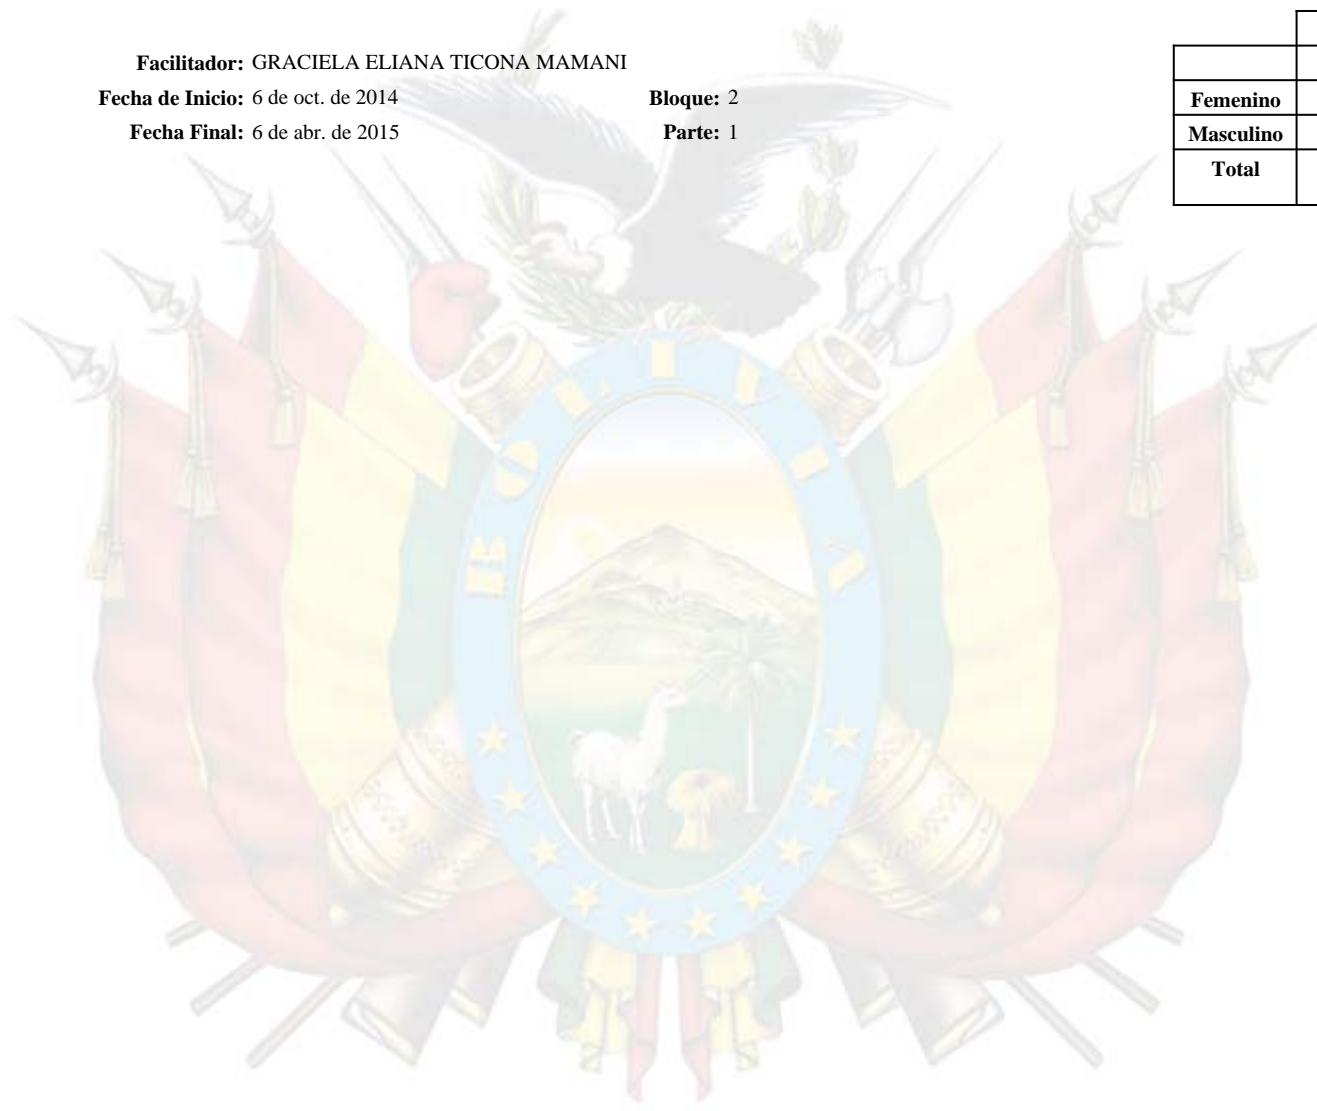 Facilitador: GRACIELA ELIANA TICONA MAMANI
Fecha de Inicio: 6 de oct. de 2014 Bloque: 2
Fecha Final: 6 de abr. de 2015 Parte: 1
Femenino
Masculino
Total
BOLIVIA